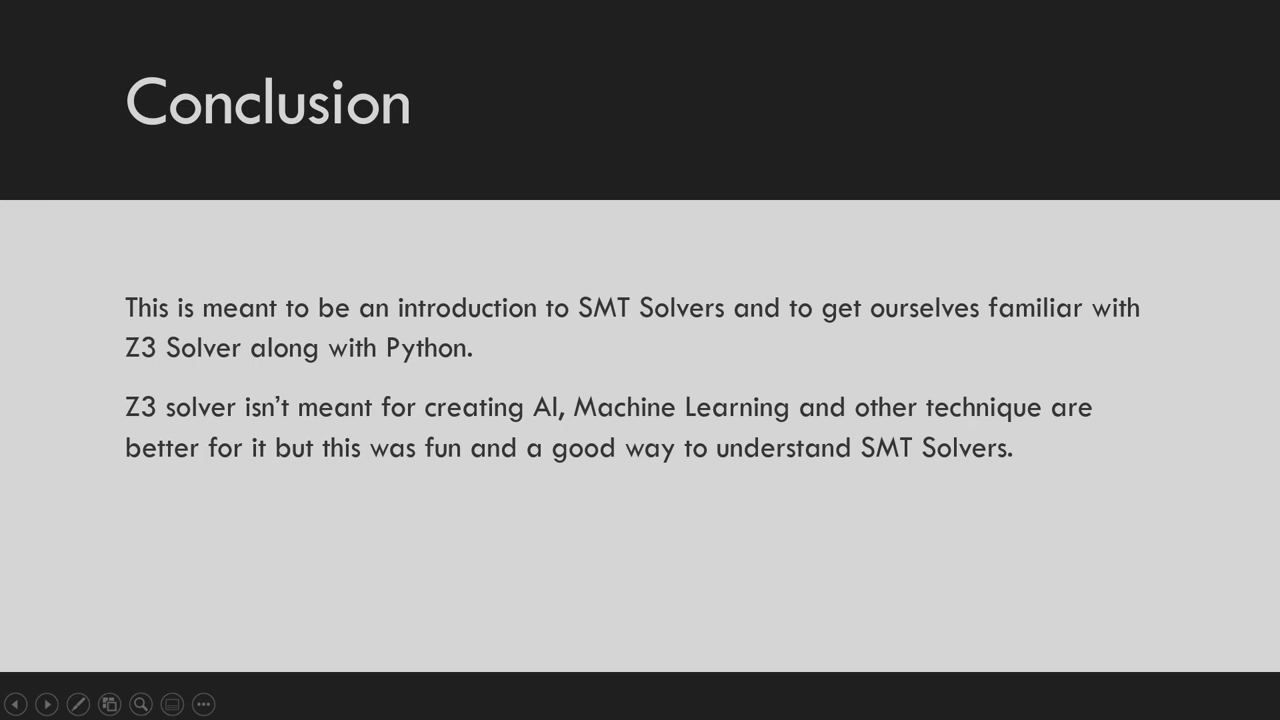 Conclusion
This is meant to be an introduction to SMT Solvers and to get ourselves familiar with
Z3 Solver along with Python.
Z3 solver isn’t meant for creating AI, Machine Learning and other technique are
better for it but this was fun and a good way to understand SMT Solvers.